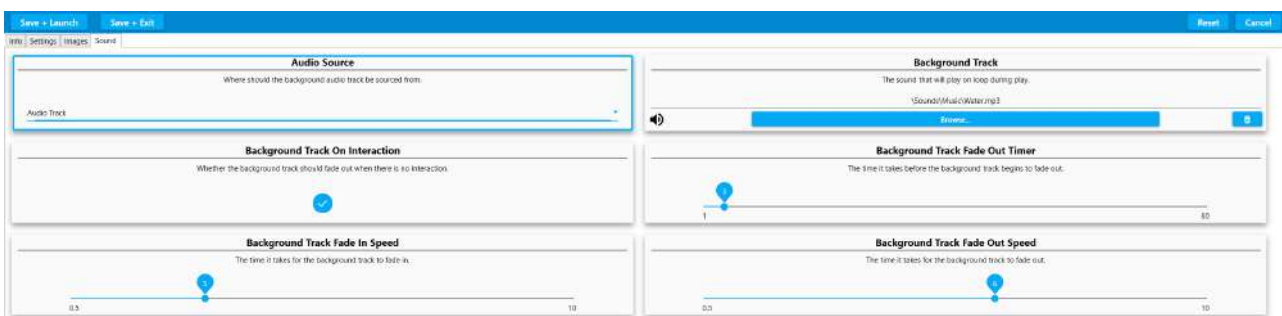 Save + Launch Save + Exit Reset Cancel
Info Settings Images Sound
Audio Source
Where should the background audio track be sourced from.
Audio Track
Background Track
The sound that will play on loop during play.
\Sounds\Music\Water.mp3
Browse...
Background Track On Interaction
Whether the background track should fade out when there is no interaction.
Background Track Fade Out Timer
The time it takes before the background track begins to fade out.
3
1 60
Background Track Fade In Speed
The time it takes for the background track to fade in.
3
0.5 10
Background Track Fade Out Speed
The time it takes for the background track to fade out.
6
0.5 10